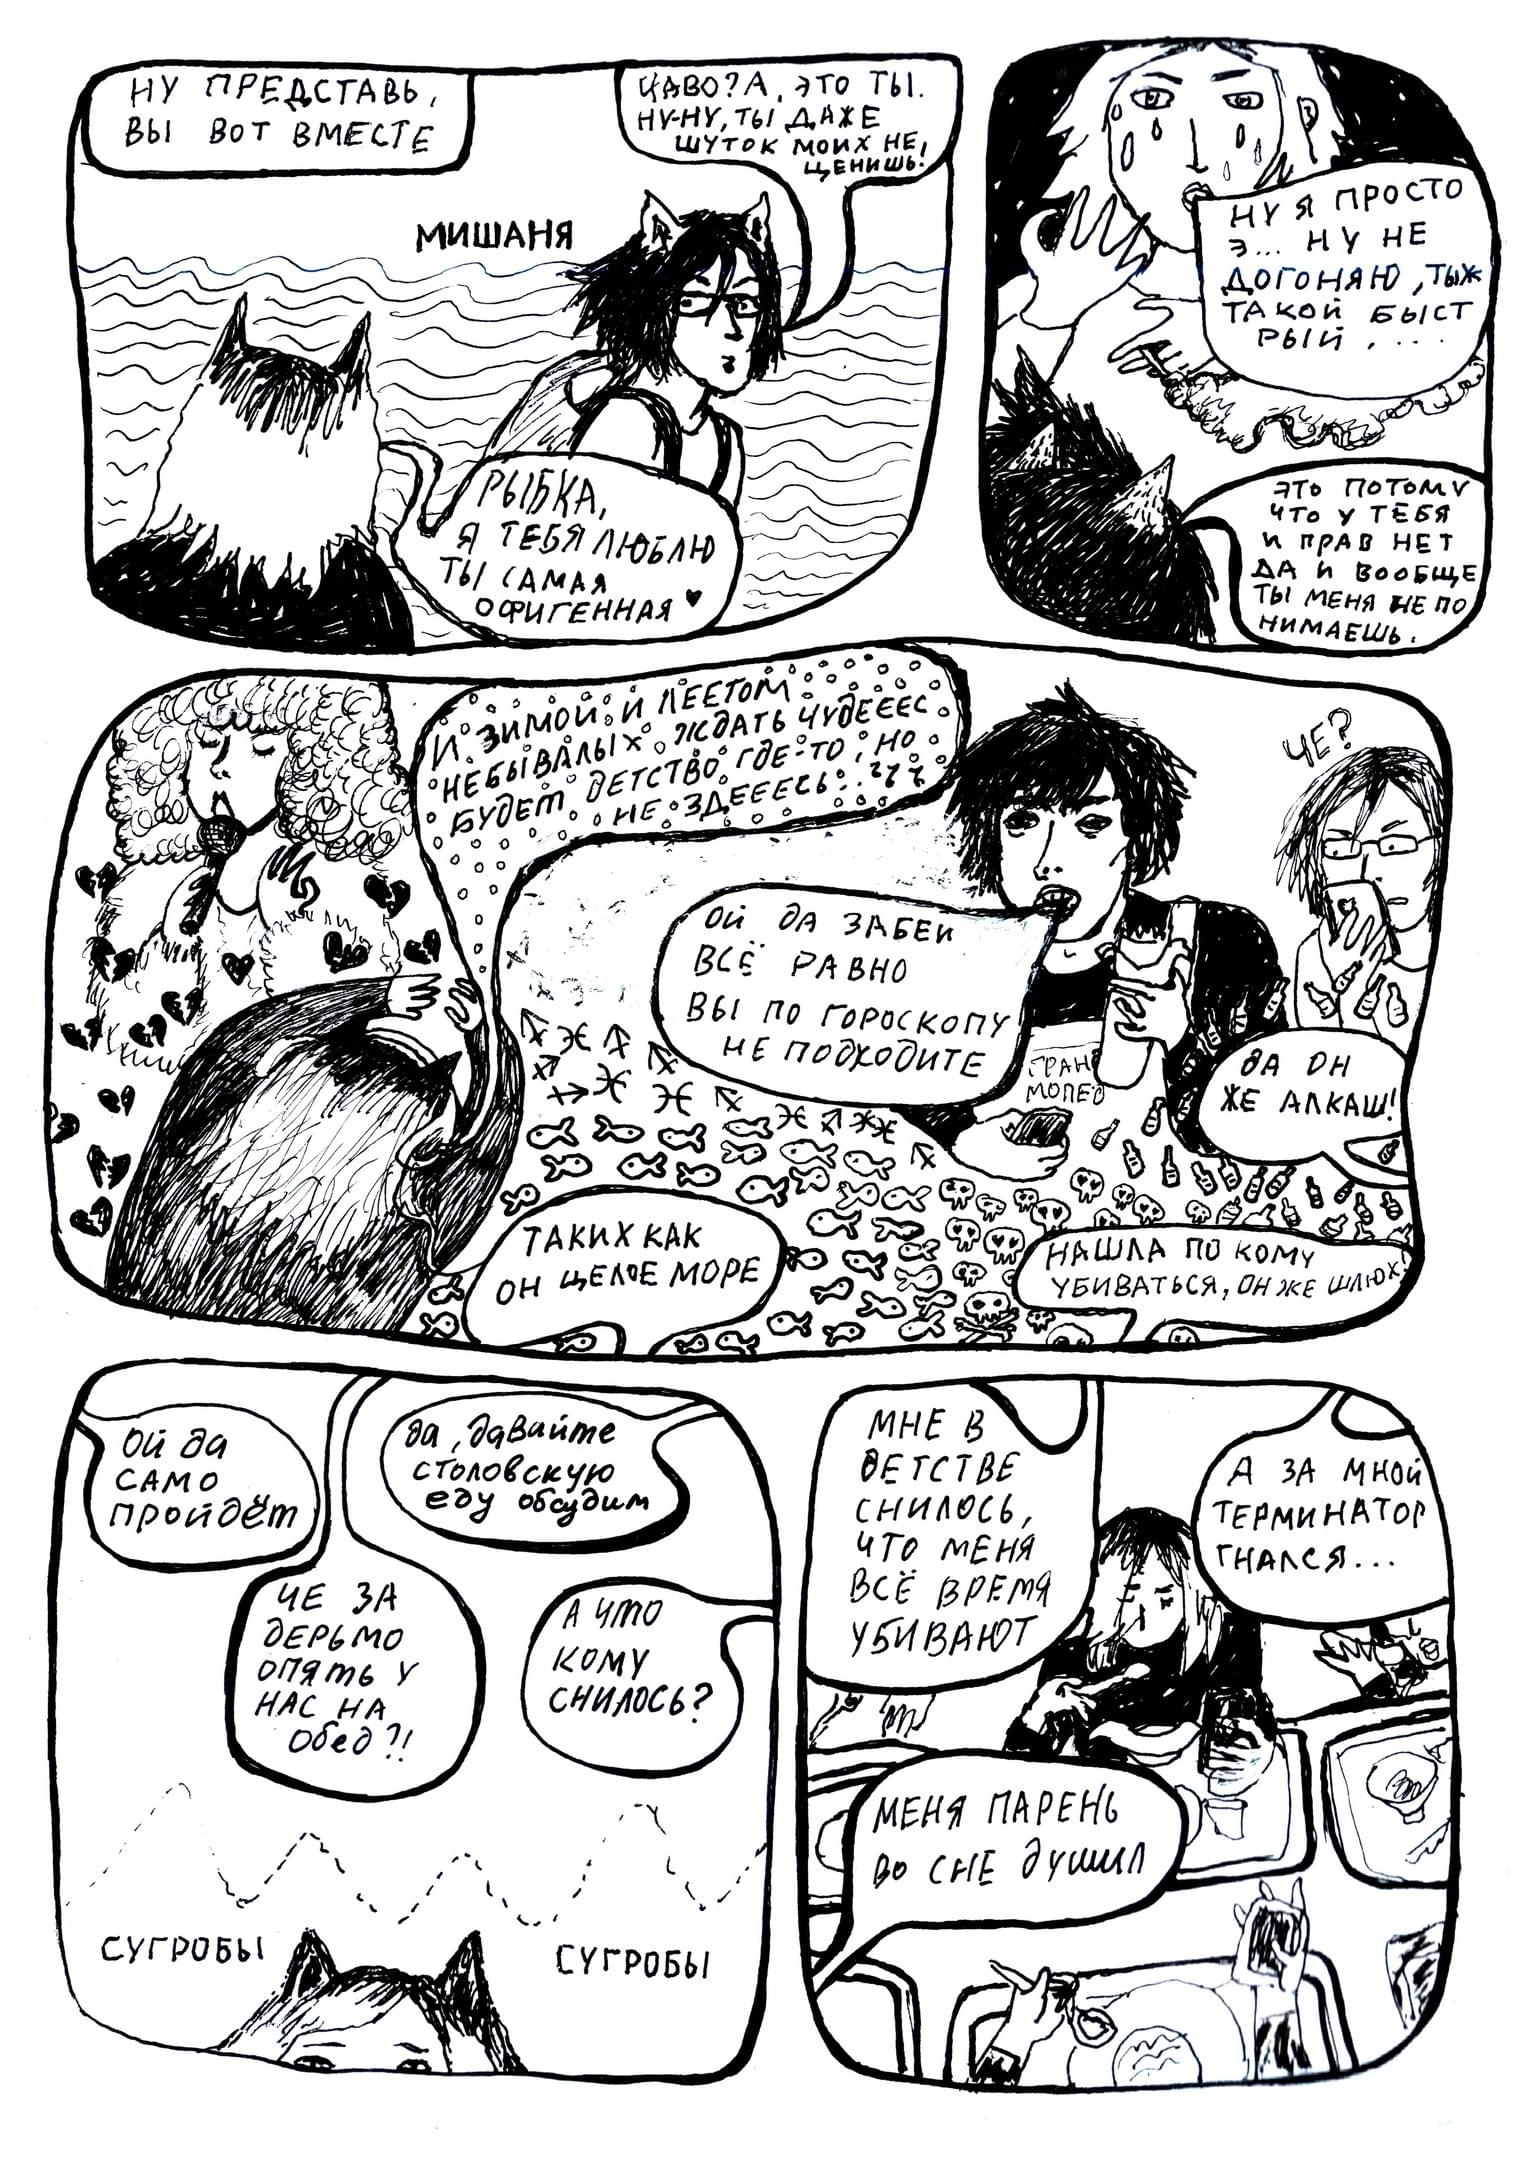 НУ ПРЕДСТАВЬ,
ВЫ ВОТ ВМЕСТЕ
ЧАВО? А, ЭТО ТЫ.
НУ-НУ, ТЫ ДАЖЕ
ШУТОК МОИХ НЕ
ЦЕНИШЬ!
МИШАНЯ
РЫБКА,
Я ТЕБЯ ЛЮБЛЮ
ТЫ САМАЯ
ОФИГЕННАЯ ♥
НУ Я ПРОСТО
Э... НУ НЕ
ДОГОНЯЮ, ТЫЖ
ТАКОЙ БЫСТ
РЫЙ, ...
ЭТО ПОТОМУ
ЧТО У ТЕБЯ
И ПРАВ НЕТ
ДА И ВООБЩЕ
ТЫ МЕНЯ НЕ ПО
НИМАЕШЬ.
И ЗИМОЙ, И ЛЕЕТОМ
НЕБЫВАЛЫХ ЖДАТЬ ЧУДЕЕЕС
БУДЕТ ДЕТСТВО ГДЕ-ТО, НО
НЕ ЗДЕЕЕСЬ...
ЧЕ?
ОЙ ДА ЗАБЕЙ
ВСЁ РАВНО
ВЫ ПО ГОРОСКОПУ
НЕ ПОДХОДИТЕ
ГРАН
МОПЕД
ДА ОН
ЖЕ АЛКАШ!
ТАКИХ КАК
ОН ЦЕЛОЕ МОРЕ
НАШЛА ПО КОМУ
УБИВАТЬСЯ, ОН ЖЕ ШЛЮХ!
ОЙ ДА
САМО
ПРОЙДЁТ
ДА, ДАВАЙТЕ
СТОЛОВСКУЮ
ЕДУ ОБСУДИМ
ЧЕ ЗА
ДЕРЬМО
ОПЯТЬ У
НАС НА
ОБЕД?!
А ЧТО
КОМУ
СНИЛОСЬ?
СУГРОБЫ
СУГРОБЫ
МНЕ В
ДЕТСТВЕ
СНИЛОСЬ,
ЧТО МЕНЯ
ВСЁ ВРЕМЯ
УБИВАЮТ
А ЗА МНОЙ
ТЕРМИНАТОР
ГНАЛСЯ...
МЕНЯ ПАРЕНЬ
ВО СНЕ ДУШИЛ